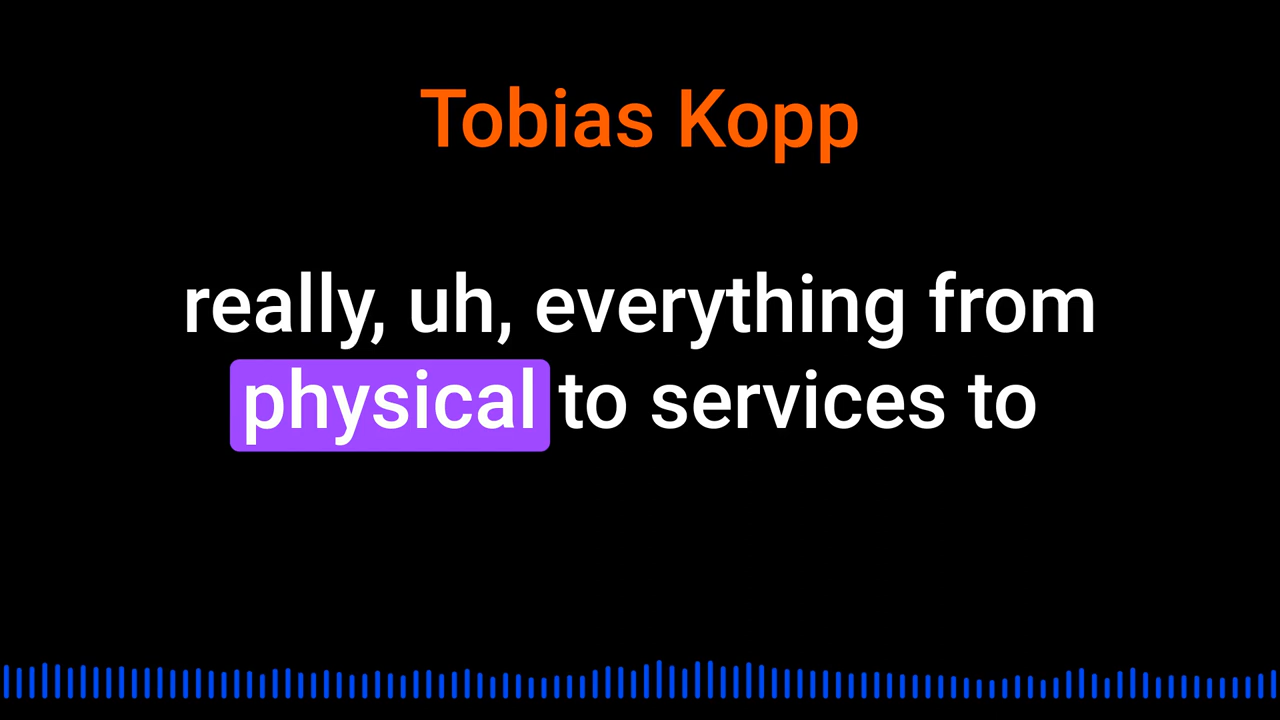 Tobias Kopp
really, uh, everything from
physical to services to